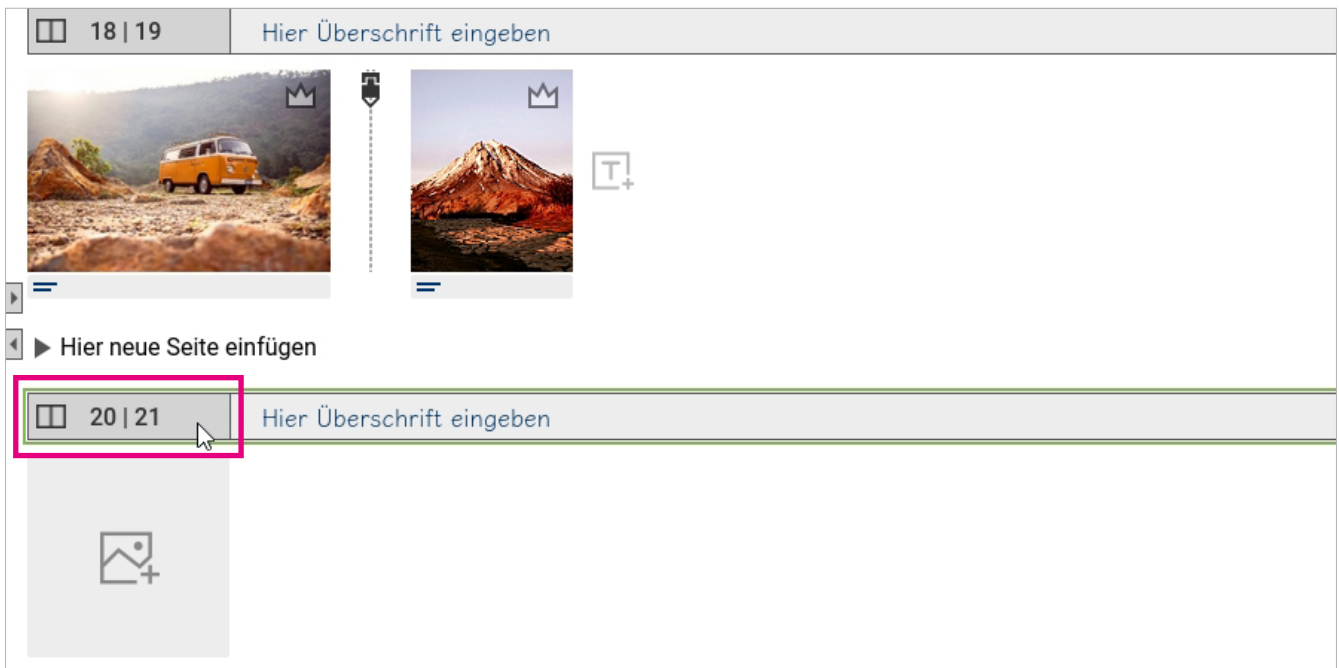 18 | 19 Hier Überschrift eingeben
T+
Hier neue Seite einfügen
20 | 21 Hier Überschrift eingeben